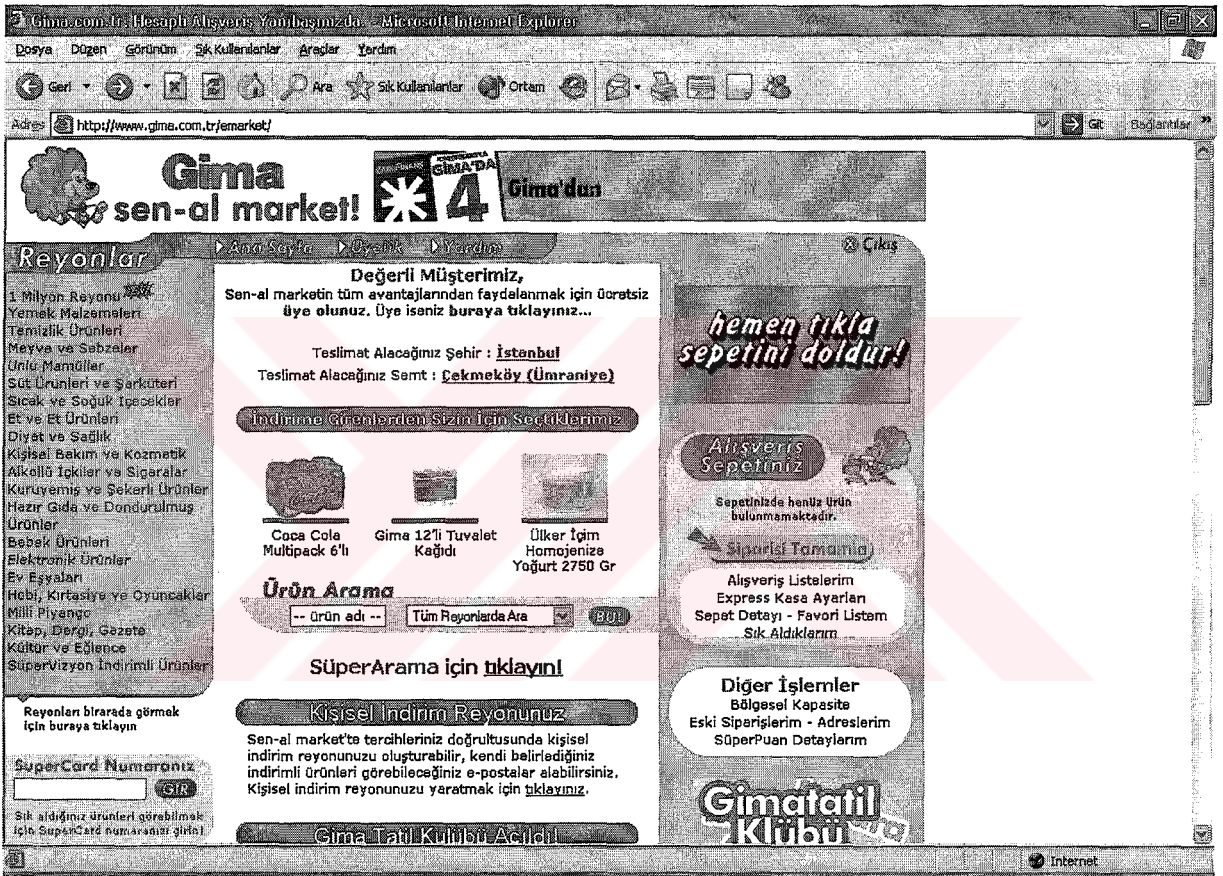 Gima.com.tr, Hesaplı Alışveriş Yanıbaşınızda. - Microsoft Internet Explorer
Dosya Düzen Görünüm Sık Kullanılanlar Araçlar Yardım
Geri Ara Sık Kullanılanlar Ortam
Adres http://www.gima.com.tr/emarket/ Git Bağlantılar »
Gima
sen-al market!
GİMA'DA
4
Gima'dan
Reyonlar
Ana Sayfa Üyelik Yardım
Çıkış
1 Milyon Reyonu
Yemek Malzemeleri
Temizlik Ürünleri
Meyve ve Sebzeler
Unlu Mamüller
Süt Ürünleri ve Şarküteri
Sıcak ve Soğuk İçecekler
Et ve Et Ürünleri
Diyet ve Sağlık
Kişisel Bakım ve Kozmetik
Alkollü İçkiler ve Sigaralar
Kuruyemiş ve Şekerli Ürünler
Hazır Gıda ve Dondurulmuş
Ürünler
Bebek Ürünleri
Elektronik Ürünler
Ev Eşyaları
Hobi, Kırtasiye ve Oyuncaklar
Milli Piyango
Kitap, Dergi, Gazete
Kültür ve Eğlence
SüperVizyon İndirimli Ürünler
Reyonları birarada görmek
için buraya tıklayın
SuperCard Numaranız
GİR
Sık aldığınız ürünleri görebilmek
için SuperCard numaranızı girin!
Değerli Müşterimiz,
Sen-al marketin tüm avantajlarından faydalanmak için ücretsiz
üye olunuz. Üye iseniz buraya tıklayınız...
Teslimat Alacağınız Şehir : İstanbul
Teslimat Alacağınız Semt : Çekmeköy (Ümraniye)
İndirime Girenlerden Sizin İçin Seçtiklerimiz
Coca Cola
Multipack 6'lı
Gima 12'li Tuvalet
Kağıdı
Ülker İçim
Homojenize
Yoğurt 2750 Gr
Ürün Arama
-- ürün adı -- Tüm Reyonlarda Ara BUL
SüperArama için tıklayın!
Kişisel İndirim Reyonunuz
Sen-al market'te tercihleriniz doğrultusunda kişisel
indirim reyonunuzu oluşturabilir, kendi belirlediğiniz
indirimli ürünleri görebileceğiniz e-postalar alabilirsiniz.
Kişisel indirim reyonunuzu yaratmak için tıklayınız.
Gima Tatil Kulübü Açıldı!
hemen tıkla
sepetini doldur!
Alışveriş
Sepetiniz
Sepetinizde henüz ürün
bulunmamaktadır.
Siparişi Tamamla
Alışveriş Listelerim
Express Kasa Ayarları
Sepet Detayı - Favori Listem
Sık Aldıklarım
Diğer İşlemler
Bölgesel Kapasite
Eski Siparişlerim - Adreslerim
SüperPuan Detaylarım
Gimatatil
Klübü
Internet